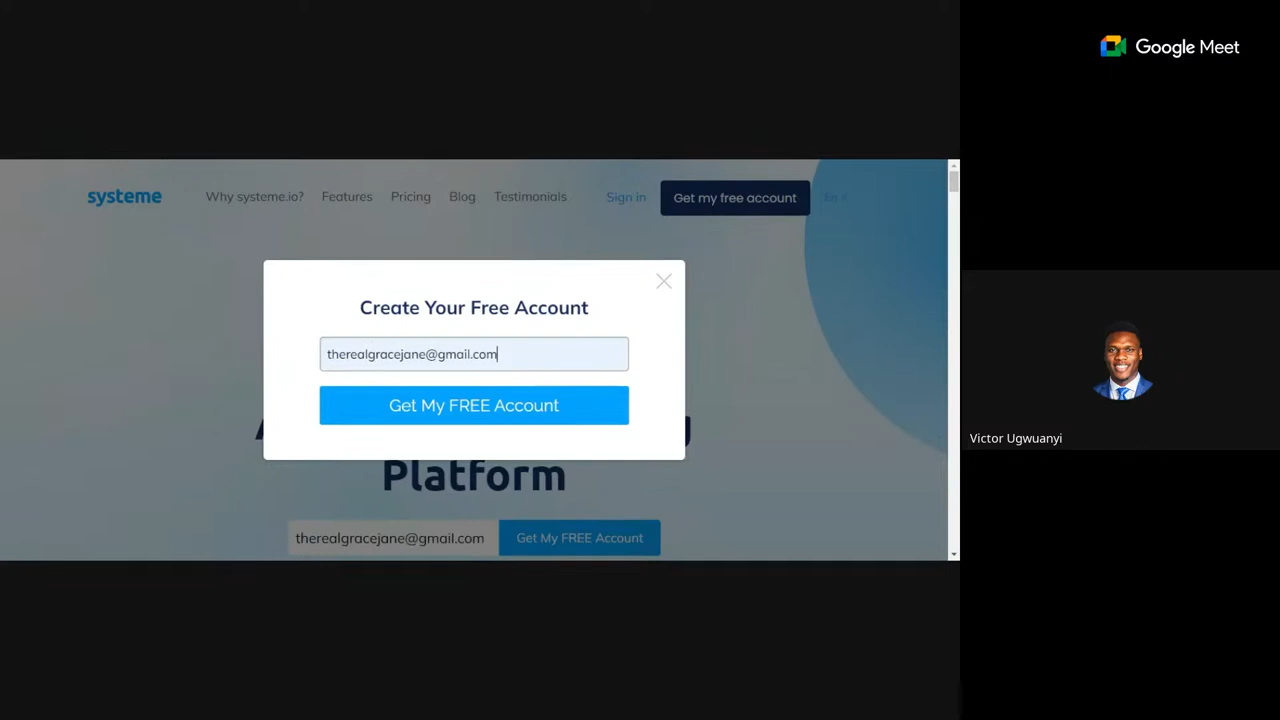 Google Meet
systeme
Why systeme.io?
Features
Pricing
Blog
Testimonials
Sign in
Get my free account
En
Create Your Free Account
therealgracejane@gmail.com
Get My FREE Account
Platform
therealgracejane@gmail.com
Get My FREE Account
Victor Ugwuanyi